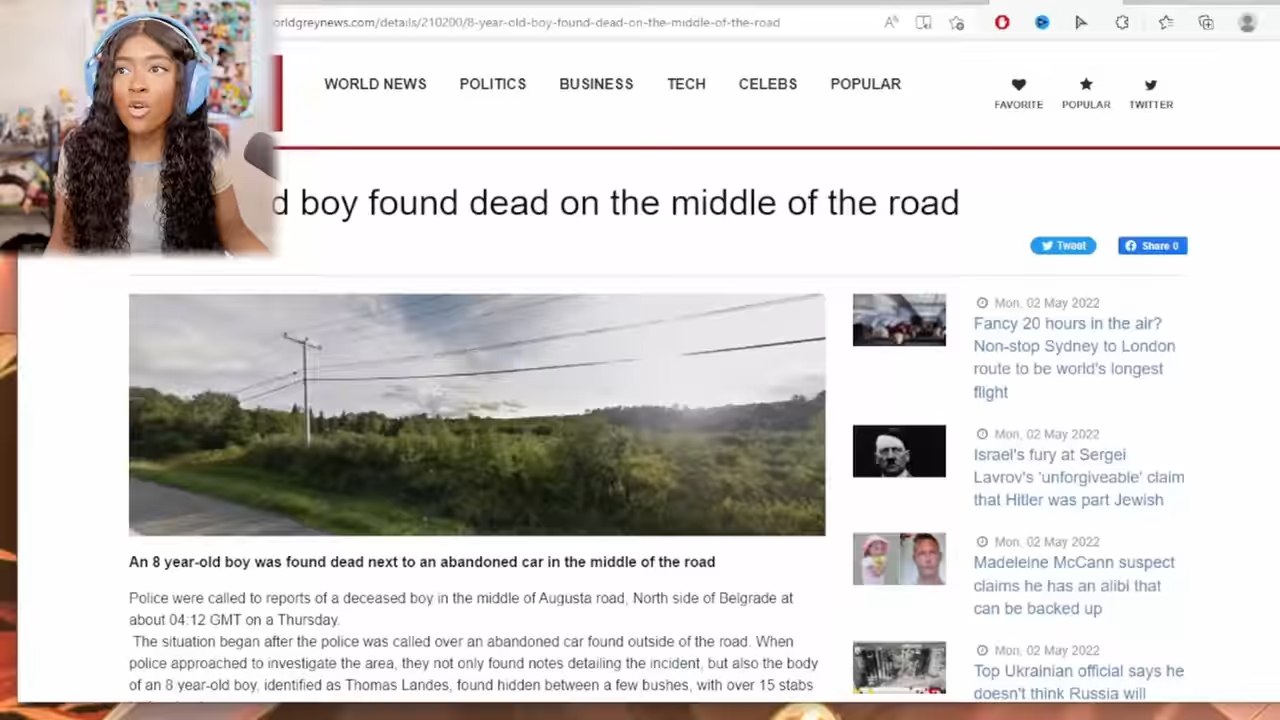 orldgreynews.com/details/210290/8-year-old-boy-found-dead-on-the-middle-of-the-road
WORLD NEWS POLITICS BUSINESS TECH CELEBS POPULAR
FAVORITE POPULAR TWITTER
d boy found dead on the middle of the road
Tweet Share 0
An 8 year-old boy was found dead next to an abandoned car in the middle of the road
Police were called to reports of a deceased boy in the middle of Augusta road, North side of Belgrade at
about 04:12 GMT on a Thursday.
The situation began after the police was called over an abandoned car found outside of the road. When
police approached to investigate the area, they not only found notes detailing the incident, but also the body
of an 8 year-old boy, identified as Thomas Landes, found hidden between a few bushes, with over 15 stabs
Mon, 02 May 2022
Fancy 20 hours in the air?
Non-stop Sydney to London
route to be world's longest
flight
Mon, 02 May 2022
Israel's fury at Sergei
Lavrov's 'unforgiveable' claim
that Hitler was part Jewish
Mon, 02 May 2022
Madeleine McCann suspect
claims he has an alibi that
can be backed up
Mon, 02 May 2022
Top Ukrainian official says he
doesn't think Russia will